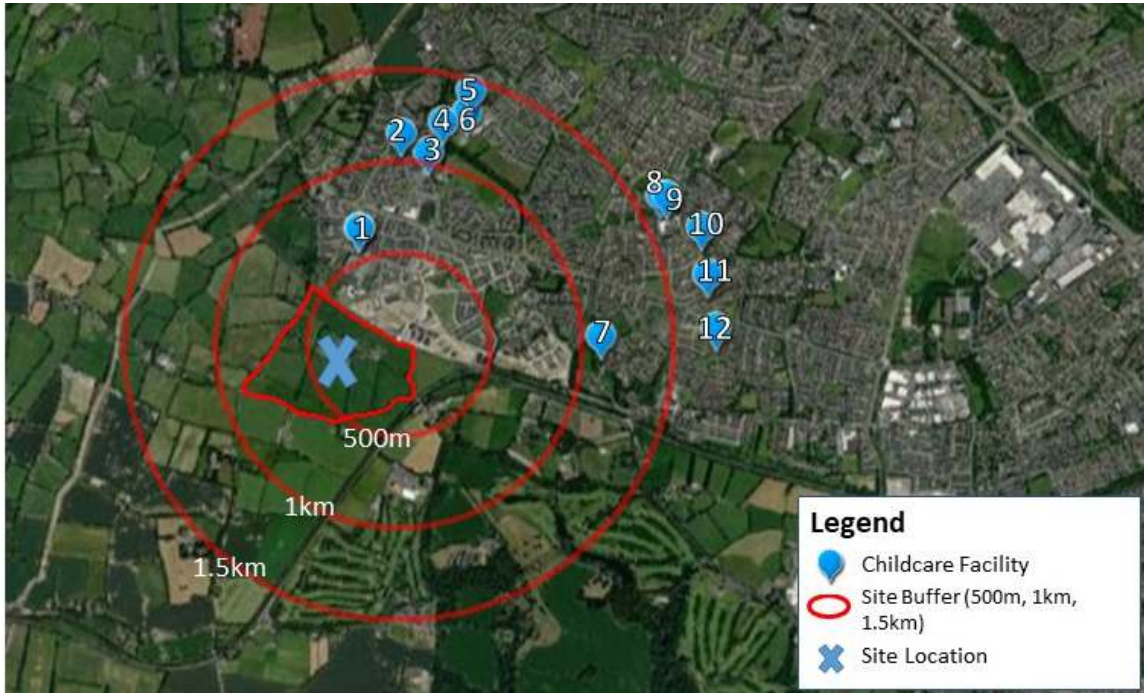 5
4 6
2
3
8
9
1
10
11
12
7
500m
1km
1.5km
Legend
Childcare Facility
Site Buffer (500m, 1km,
1.5km)
Site Location